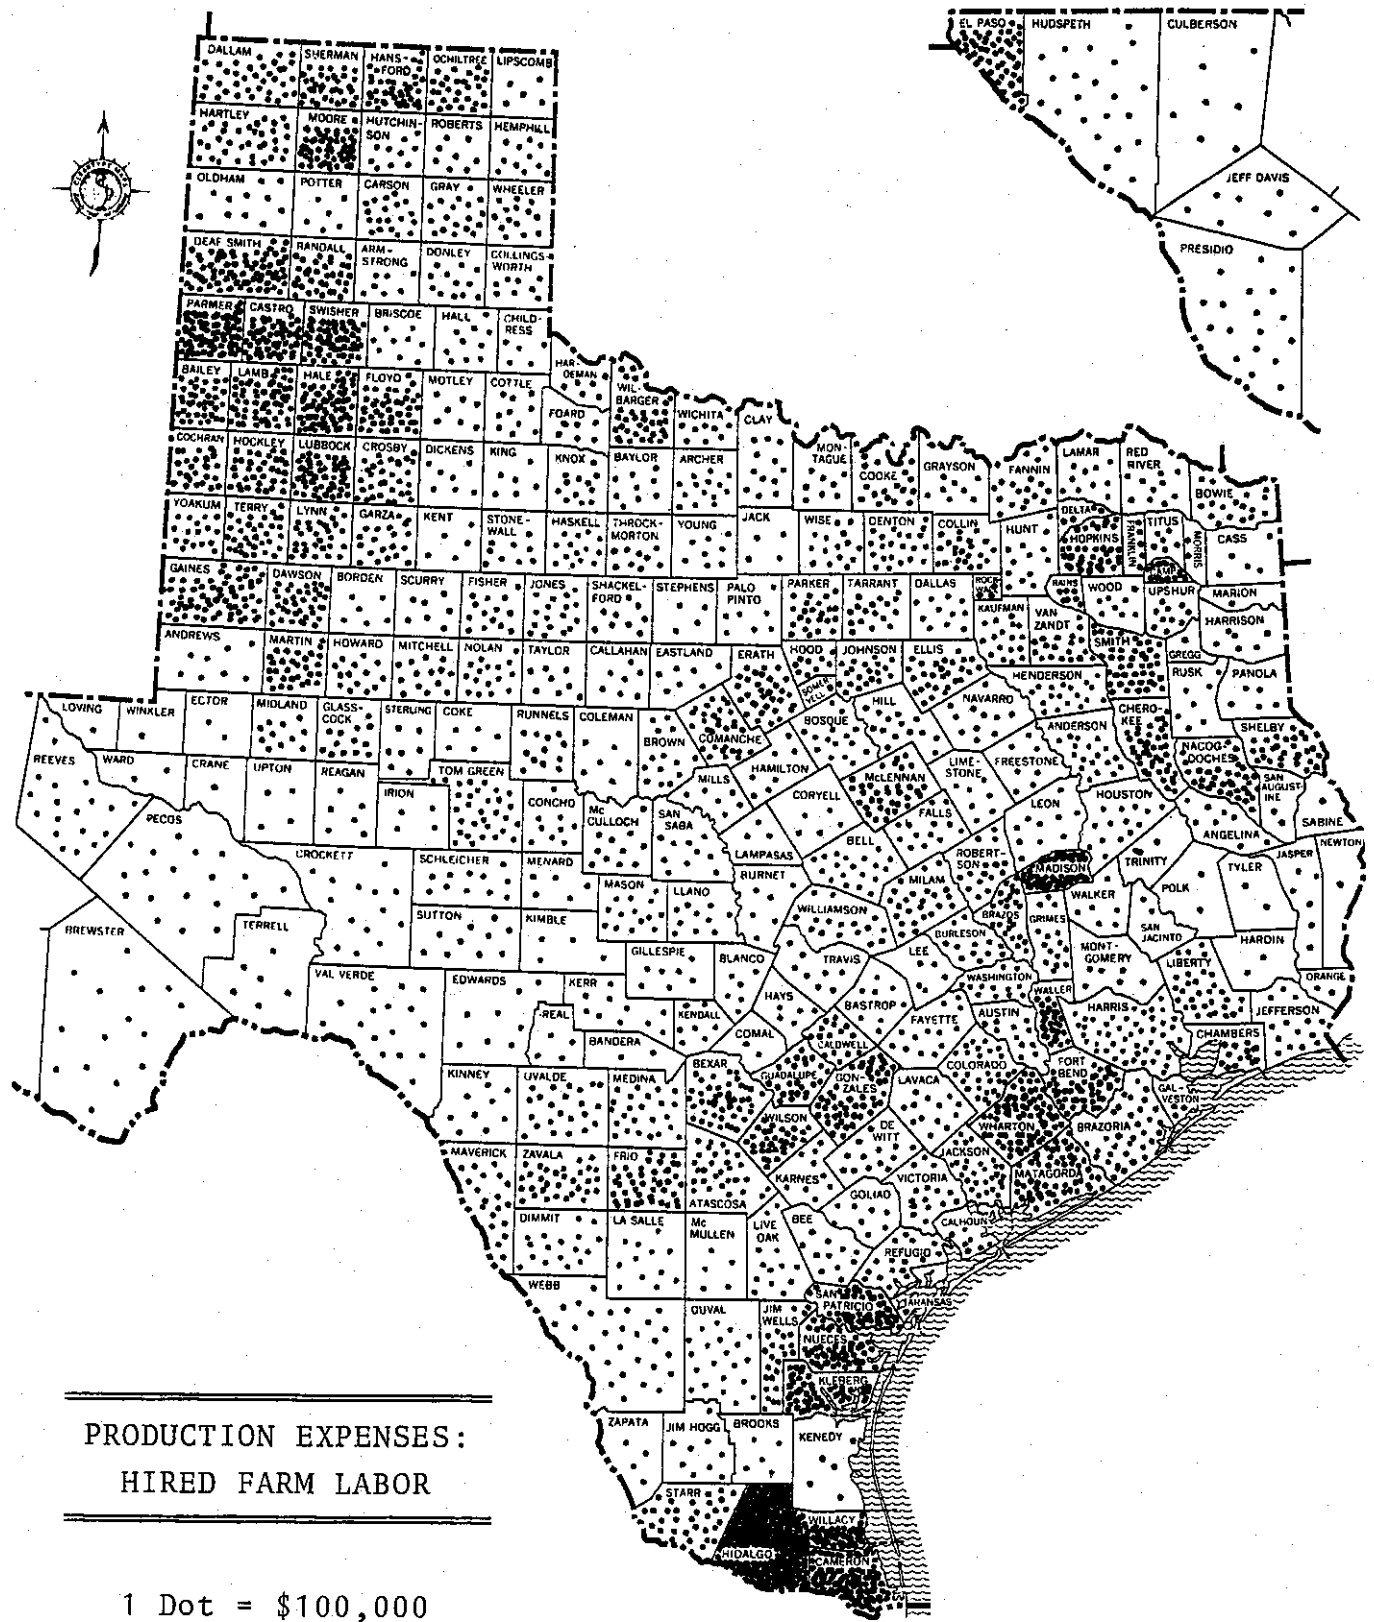 EL PASO HUDSPETH CULBERSON
JEFF DAVIS
PRESIDIO
DALLAM SHERMAN HANS-
FORD OCHILTREE LIPSCOMB
HARTLEY MOORE HUTCHIN-
SON ROBERTS HEMPHILL
OLDHAM POTTER CARSON GRAY WHEELER
DEAF SMITH RANDALL ARM-
STRONG DONLEY COLLINGS-
WORTH
PARMER CASTRO SWISHER BRISCOE HALL CHILD-
RESS
HAR-
DEMAN
BAILEY LAMB HALE FLOYD MOTLEY COTTLE WIL-
BARGER
FOARD WICHITA CLAY
COCHRAN HOCKLEY LUBBOCK CROSBY DICKENS KING KNOX BAYLOR ARCHER MON-
TAGUE COOKE GRAYSON FANNIN LAMAR RED
RIVER BOWIE
YOAKUM TERRY LYNN GARZA KENT STONE-
WALL HASKELL THROCK-
MORTON YOUNG JACK WISE DENTON COLLIN HUNT DELTA
HOPKINS FRANKLIN TITUS MORRIS CASS
CAMP
GAINES DAWSON BORDEN SCURRY FISHER JONES SHACKEL-
FORD STEPHENS PALO
PINTO PARKER TARRANT DALLAS ROCK
WALL RAINS WOOD UPSHUR MARION
KAUFMAN VAN
ZANDT HARRISON
ANDREWS MARTIN HOWARD MITCHELL NOLAN TAYLOR CALLAHAN EASTLAND ERATH HOOD JOHNSON ELLIS SMITH GREGG
SOMER-
VELL HENDERSON RUSK PANOLA
LOVING WINKLER ECTOR MIDLAND GLASS-
COCK STERLING COKE RUNNELS COLEMAN BROWN COMANCHE BOSQUE HILL NAVARRO ANDERSON CHERO-
KEE SHELBY
NACOG-
DOCHES
REEVES WARD CRANE UPTON REAGAN IRION TOM GREEN CONCHO Mc
CULLOCH SAN
SABA MILLS HAMILTON CORYELL McLENNAN LIME-
STONE FREESTONE LEON HOUSTON SAN
AUGUST-
INE
SABINE
PECOS FALLS ANGELINA NEWTON
CROCKETT SCHLEICHER MENARD LAMPASAS BELL ROBERT-
SON MADISON TRINITY TYLER JASPER
MASON LLANO BURNET MILAM WALKER POLK
BREWSTER TERRELL SUTTON KIMBLE WILLIAMSON BRAZOS GRIMES SAN
JACINTO
BURLESON MONT-
GOMERY HARDIN
GILLESPIE BLANCO TRAVIS LEE LIBERTY ORANGE
VAL VERDE EDWARDS KERR HAYS BASTROP WASHINGTON WALLER JEFFERSON
REAL KENDALL COMAL FAYETTE AUSTIN HARRIS
BANDERA CALDWELL CHAMBERS
KINNEY UVALDE MEDINA BEXAR GUADALUPE GON-
ZALES LAVACA COLORADO FORT
BEND GAL-
VESTON
WILSON WHARTON BRAZORIA
DE
WITT
MAVERICK ZAVALA FRIO ATASCOSA KARNES JACKSON MATAGORDA
VICTORIA
GOLIAD
DIMMIT LA SALLE Mc
MULLEN LIVE
OAK BEE CALHOUN
REFUGIO
WEBB SAN
PATRICIO ARANSAS
DUVAL JIM
WELLS
NUECES
KLEBERG
ZAPATA JIM HOGG BROOKS KENEDY
STARR
WILLACY
HIDALGO
CAMERON
PRODUCTION EXPENSES:
HIRED FARM LABOR
1 Dot = $100,000